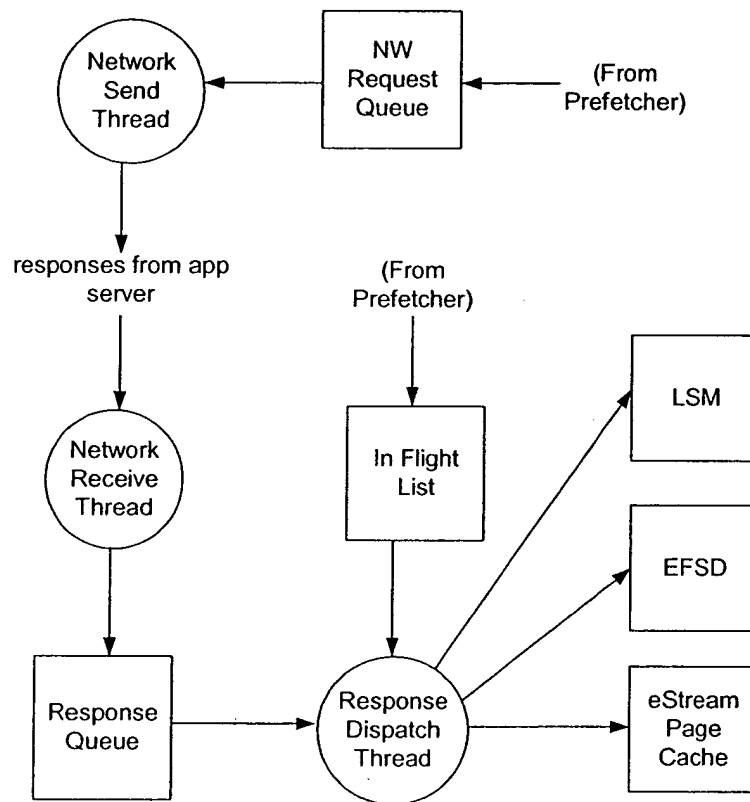 Network
Send
Thread
NW
Request
Queue
(From
Prefetcher)
responses from app
server
(From
Prefetcher)
LSM
Network
Receive
Thread
In Flight
List
EFSD
Response
Queue
Response
Dispatch
Thread
eStream
Page
Cache